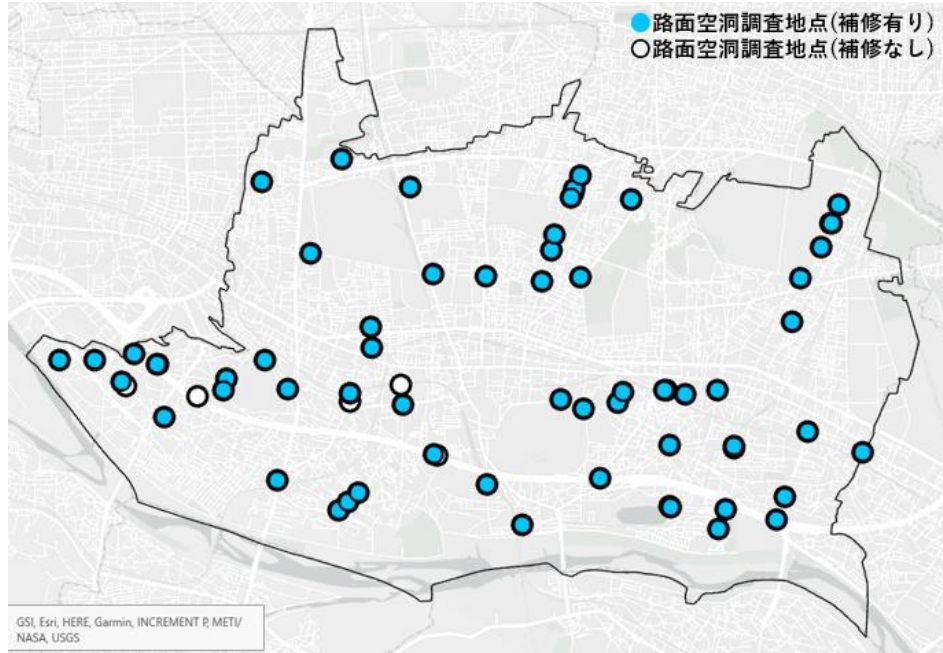 路面空洞調査地点(補修有り)
路面空洞調査地点(補修なし)
GSI, Esri, HERE, Garmin, INCREMENT P, METI/
NASA, USGS